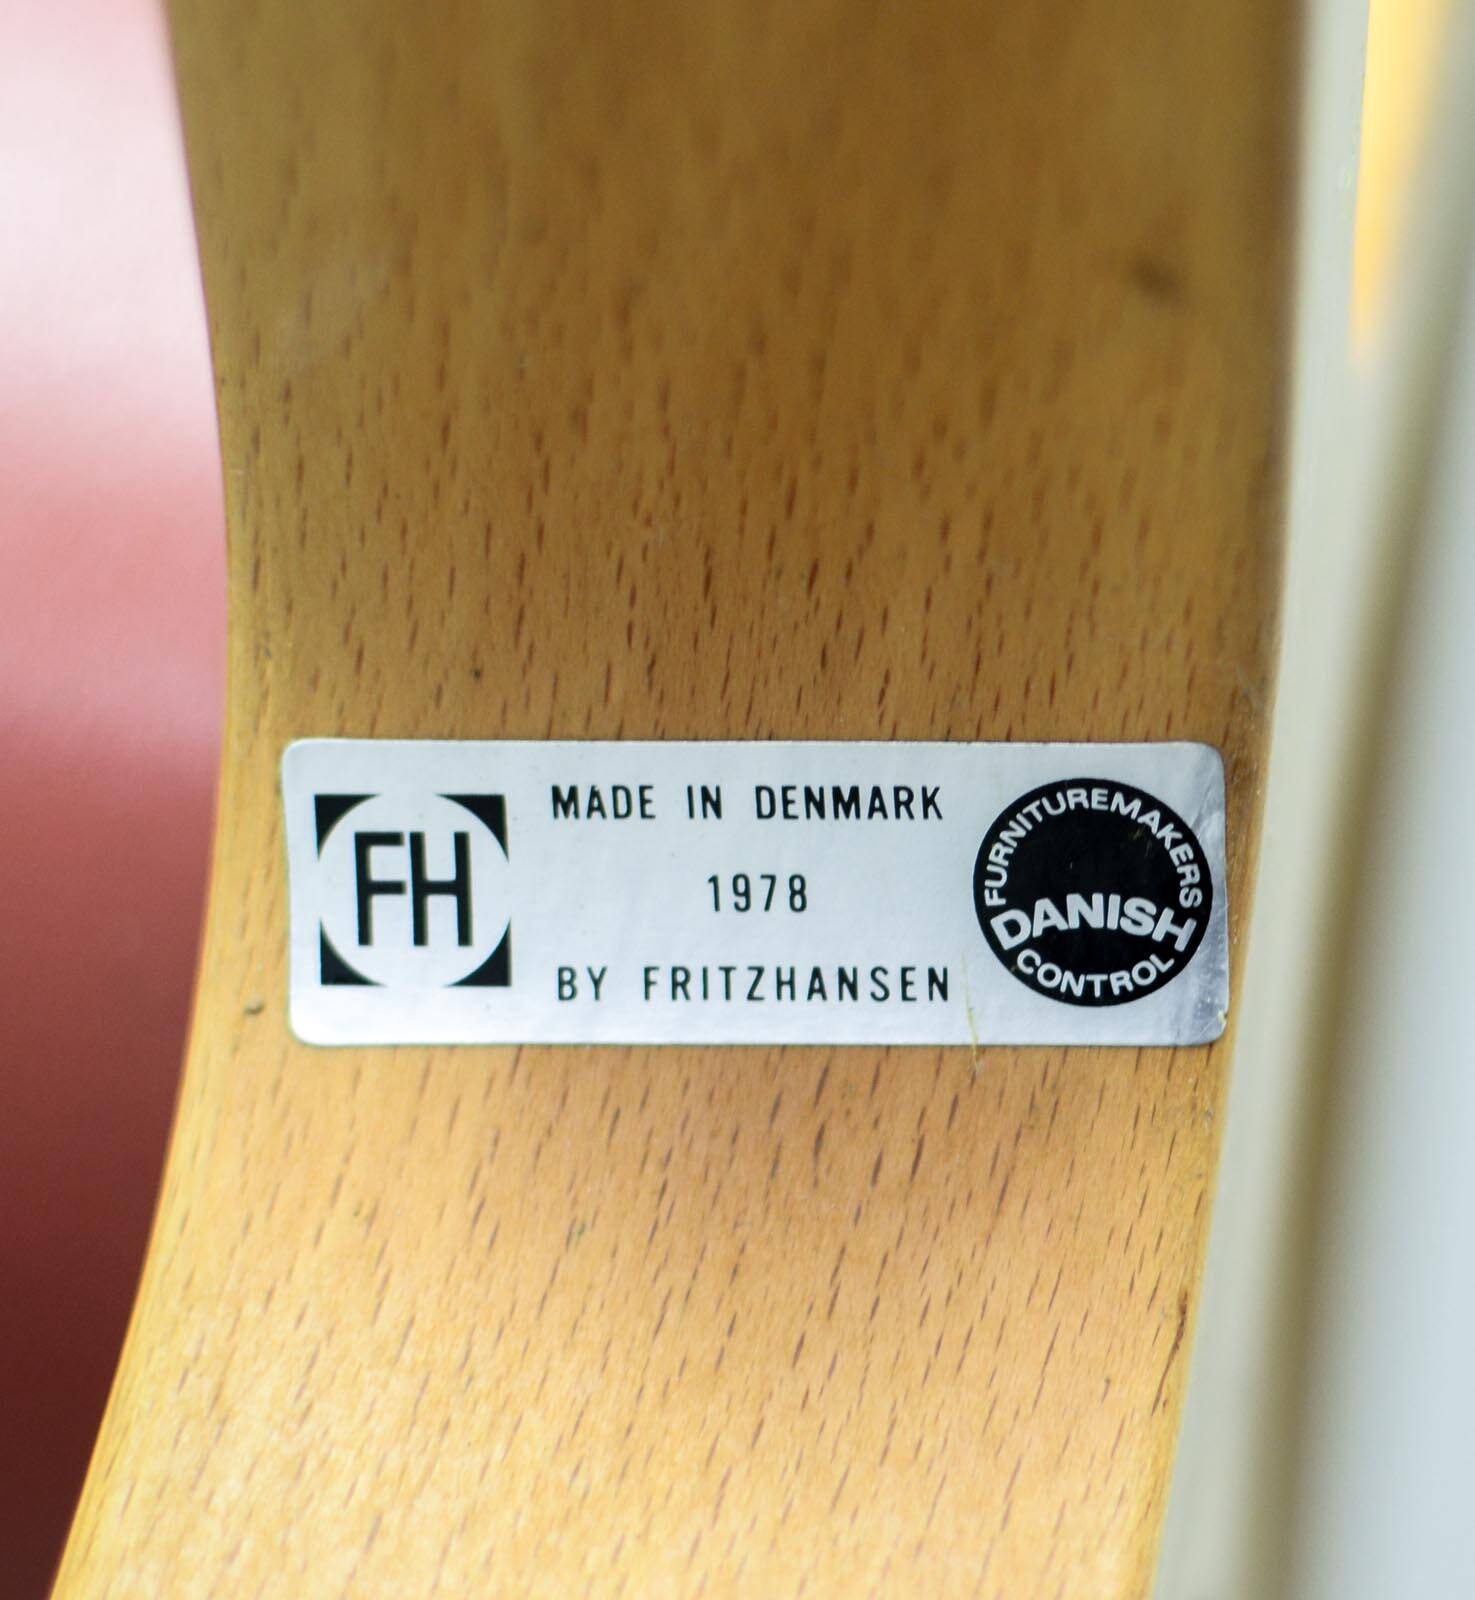 FH
MADE IN DENMARK
1978
BY FRITZHANSEN
FURNITUREMAKERS
DANISH
CONTROL